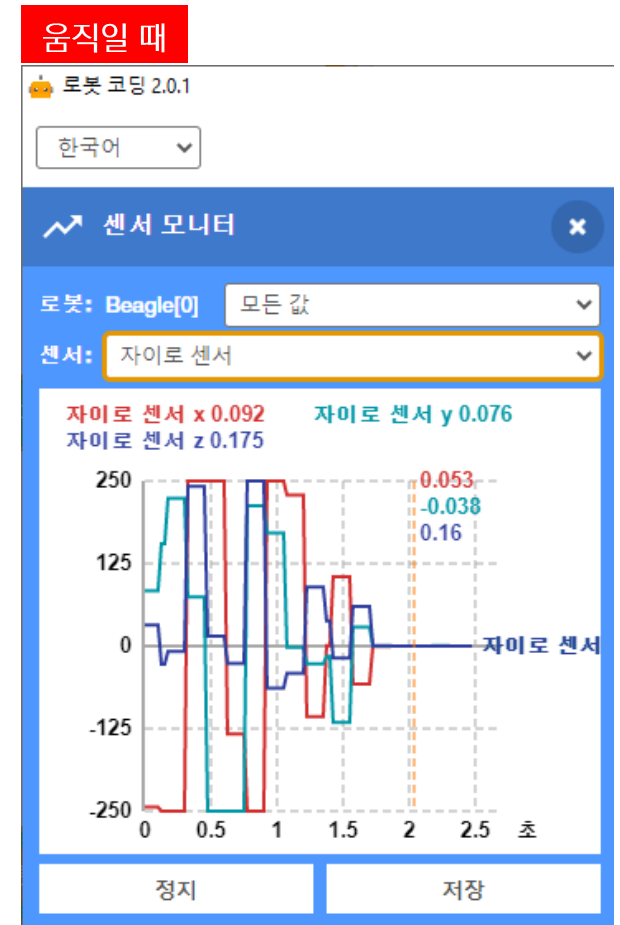 움직일 때
로봇 코딩 2.0.1
한국어
센서 모니터
로봇: Beagle[0] 모든 값
센서: 자이로 센서
자이로 센서 x 0.092 자이로 센서 y 0.076
자이로 센서 z 0.175
250
0.053
-0.038
0.16
125
0
자이로 센서
-125
-250
0 0.5 1 1.5 2 2.5 초
정지 저장